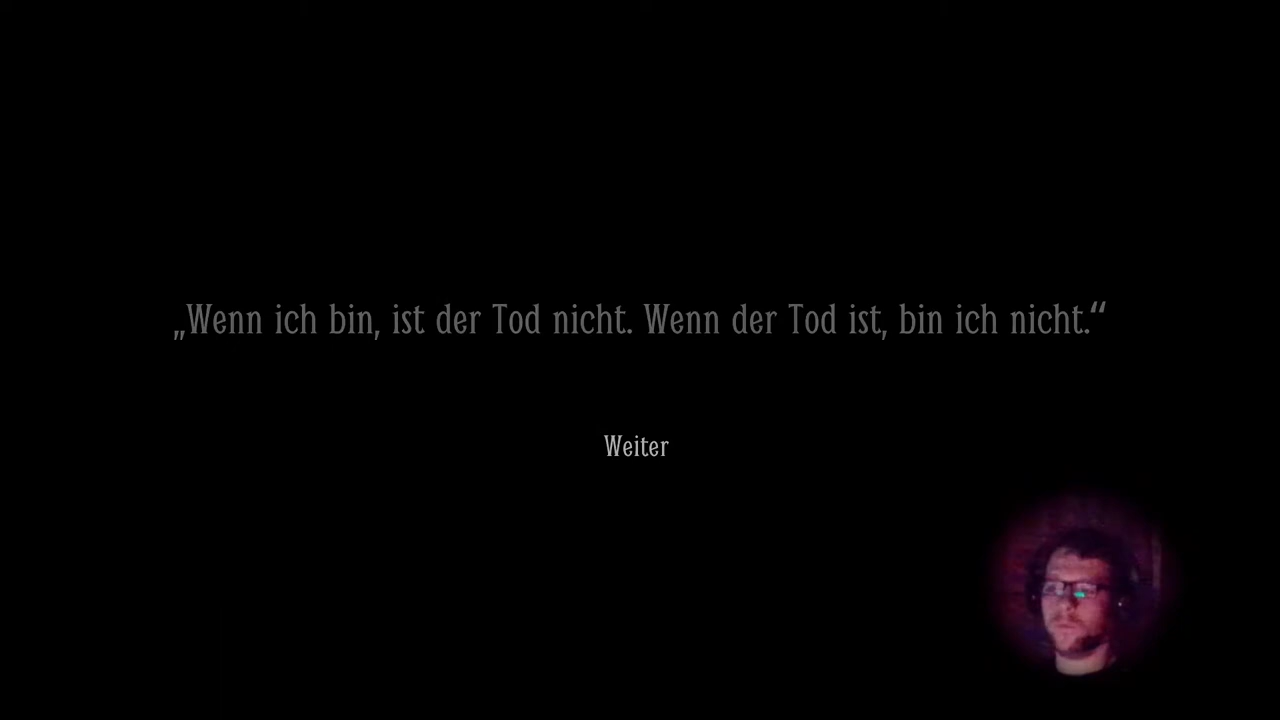 „Wenn ich bin, ist der Tod nicht. Wenn der Tod ist, bin ich nicht.“
Weiter